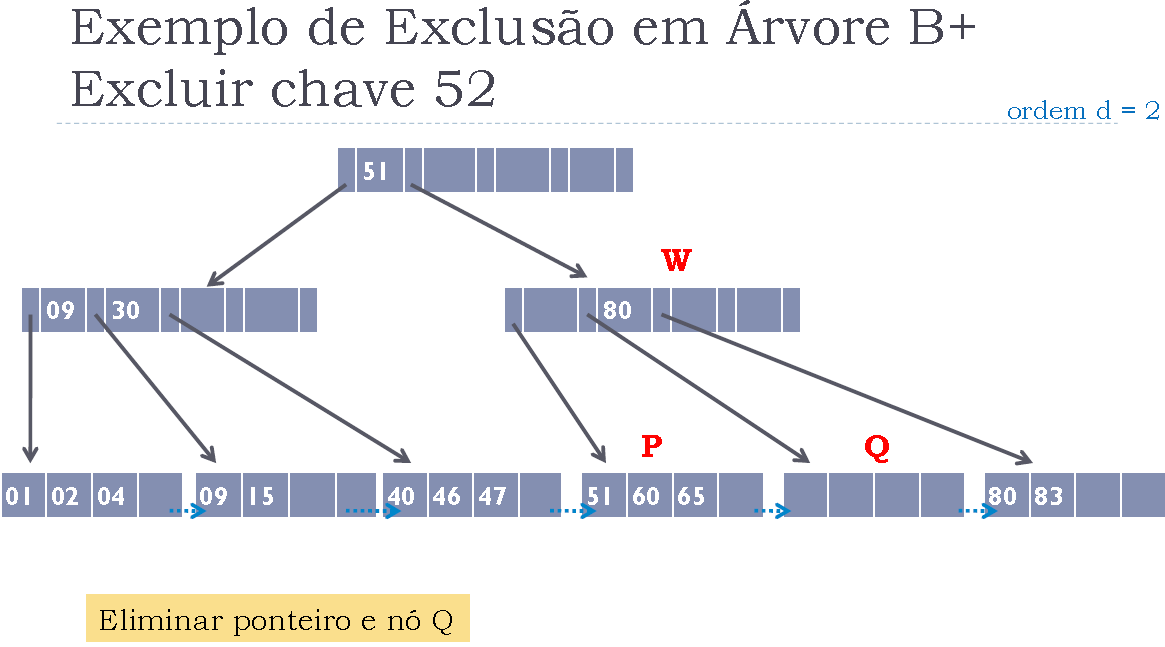 Exemplo de Exclusão em Árvore B+
Excluir chave 52
ordem d = 2
51
W
09 30
80
P
Q
01 02 04
09 15
40 46 47
51 60 65
80 83
Eliminar ponteiro e nó Q